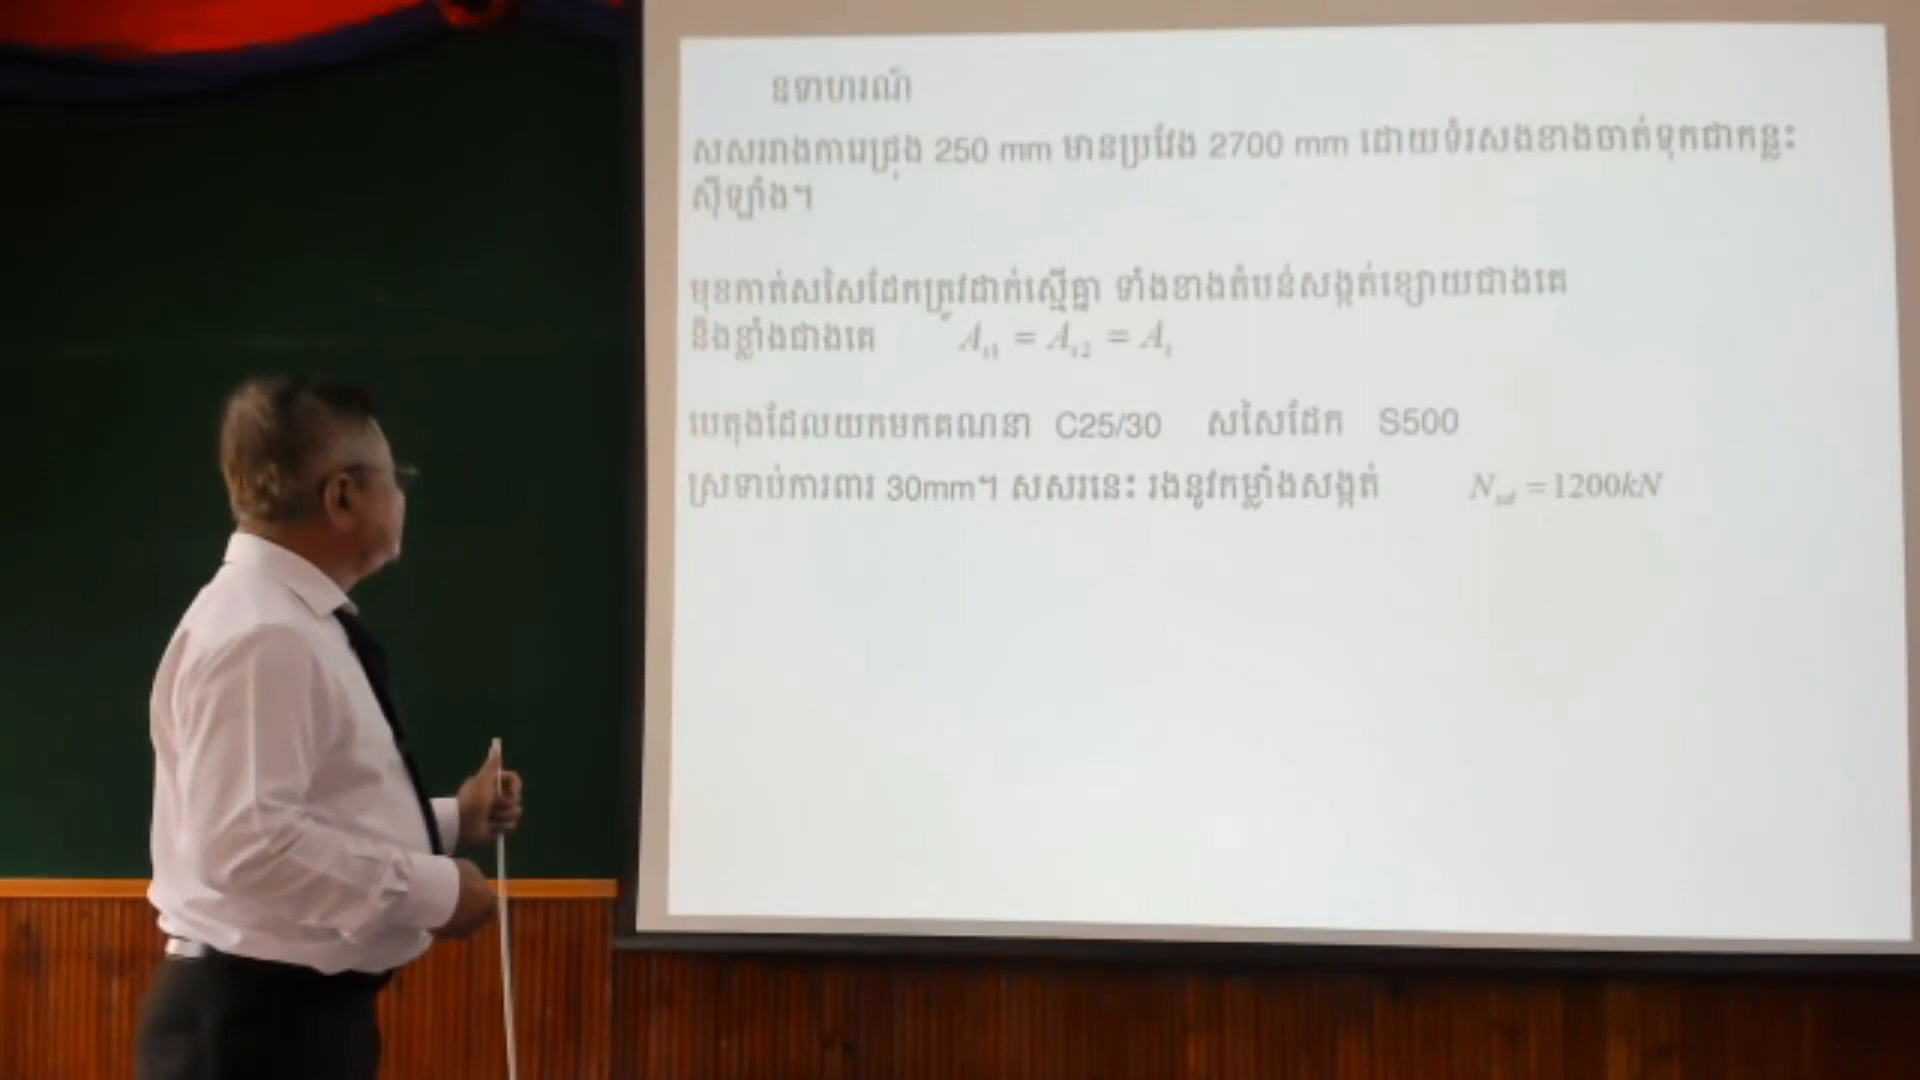 ឧទាហរណ៍
សសររាងការេជ្រុង 250 mm មានប្រវែង 2700 mm ដោយទំរសងខាងចាត់ទុកជាកន្លះ
ស៊ីឡាំង។
មុខកាត់សសៃដែកត្រូវដាក់ស្មើគ្នា ទាំងខាងតំបន់សង្កត់ខ្សោយជាងគេ
និងខ្លាំងជាងគេ A_{s1} = A_{s2} = A_s
បេតុងដែលយកមកគណនា C25/30 សសៃដែក S500
ស្រទាប់ការពារ 30mm។ សសរនេះ រងនូវកម្លាំងសង្កត់ N_{sd} = 1200kN